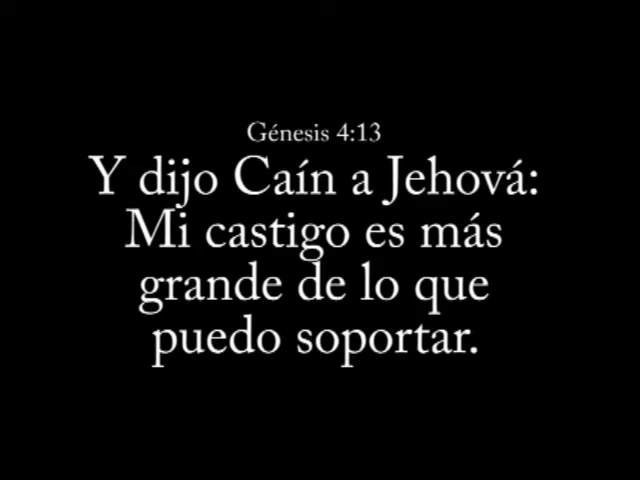 Génesis 4:13
Y dijo Caín a Jehová:
Mi castigo es más
grande de lo que
puedo soportar.